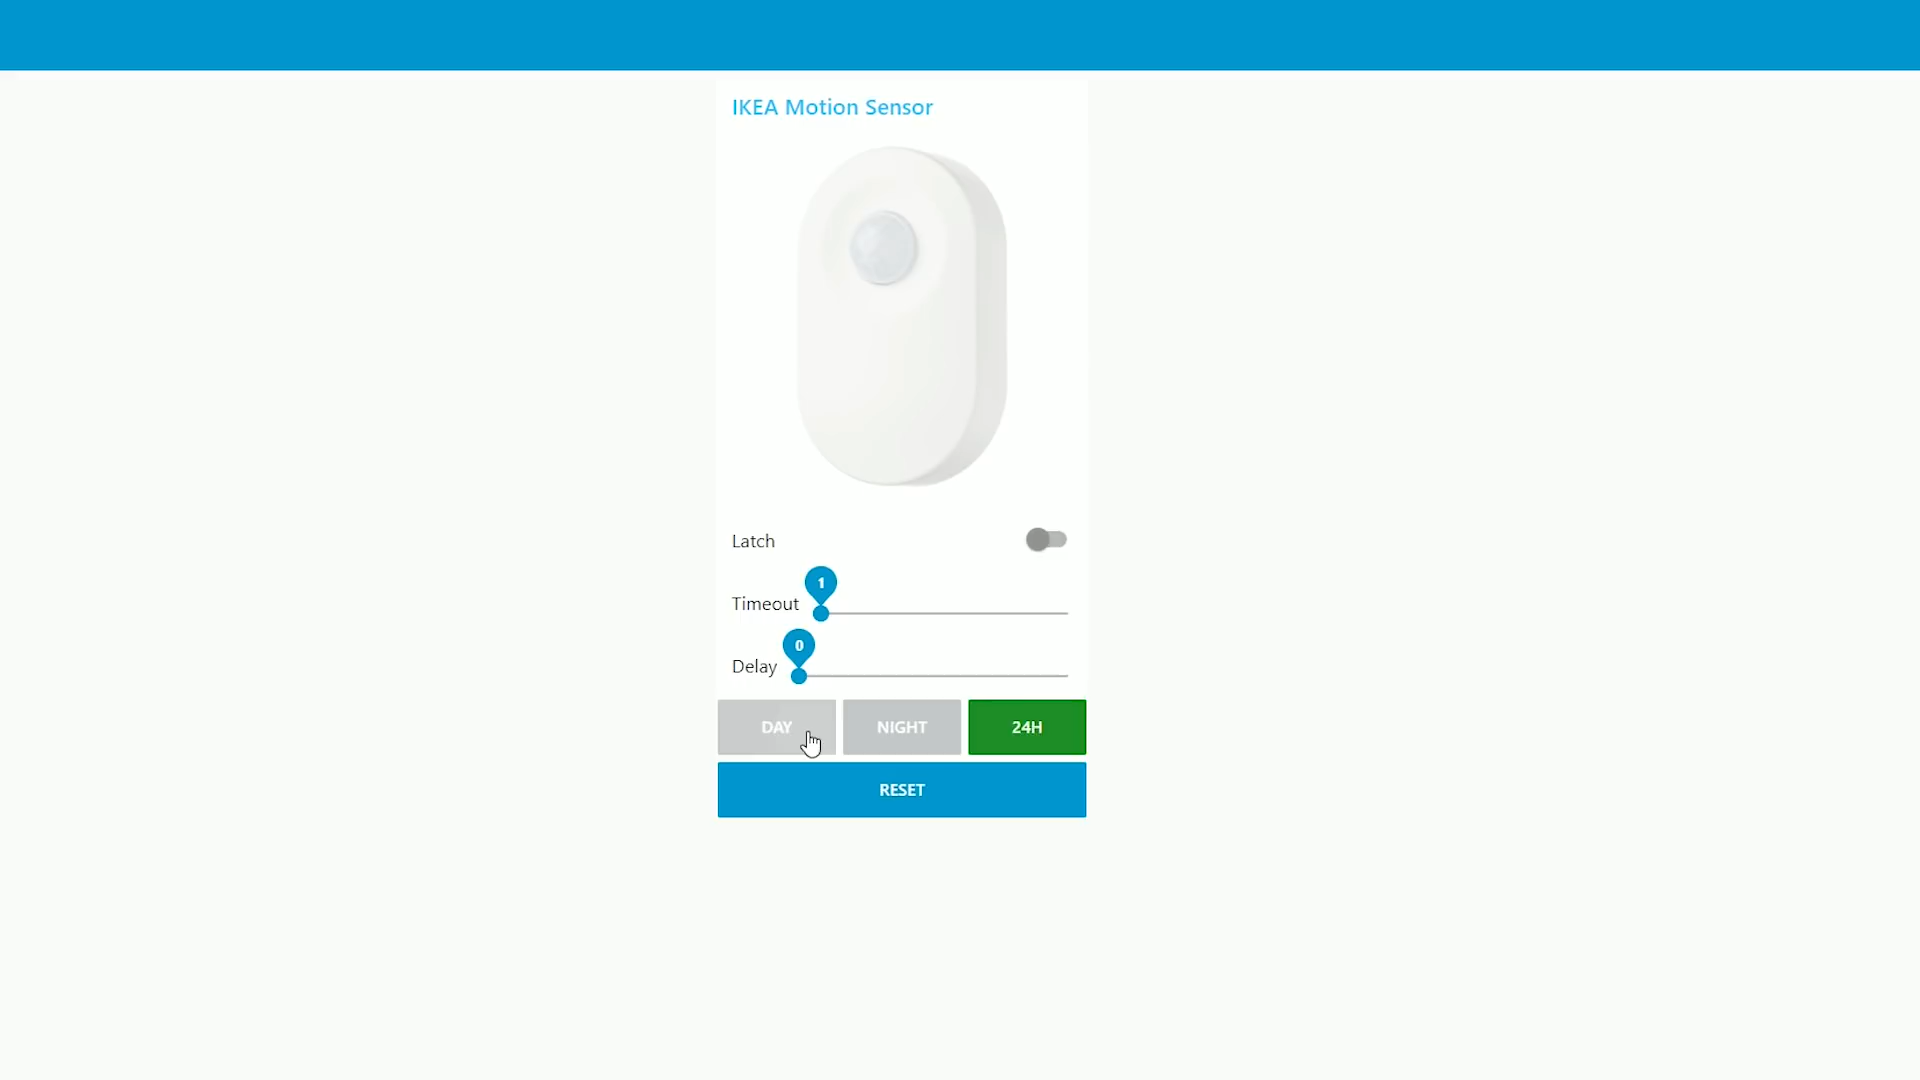 IKEA Motion Sensor
Latch
1
Timeout
0
Delay
DAY NIGHT 24H
RESET